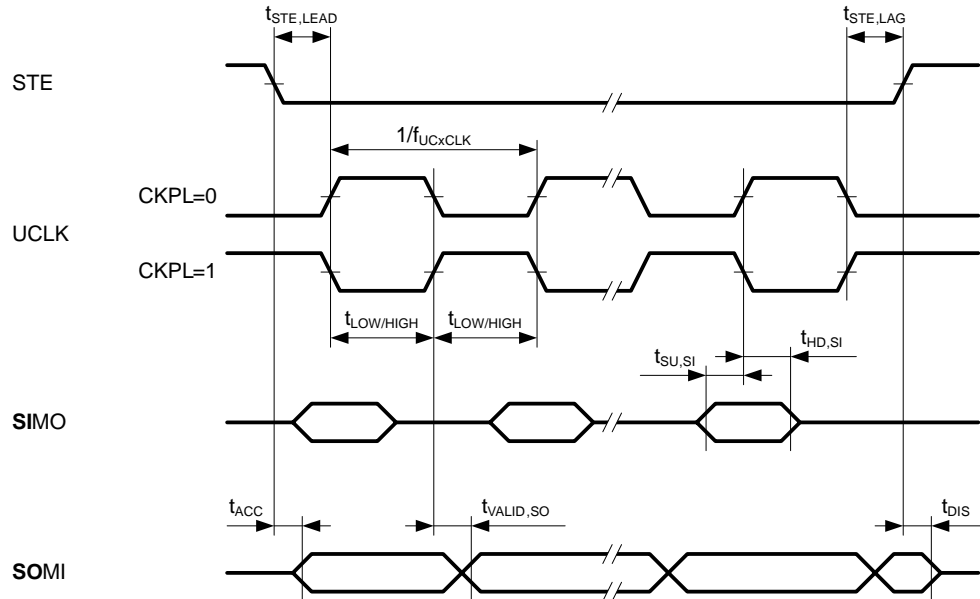 tSTE,LEAD
tSTE,LAG
STE
1/fUCxCLK
CKPL=0
UCLK
CKPL=1
tLOW/HIGH
tLOW/HIGH
tHD,SI
tSU,SI
SIMO
tACC
tVALID,SO
tDIS
SOMI